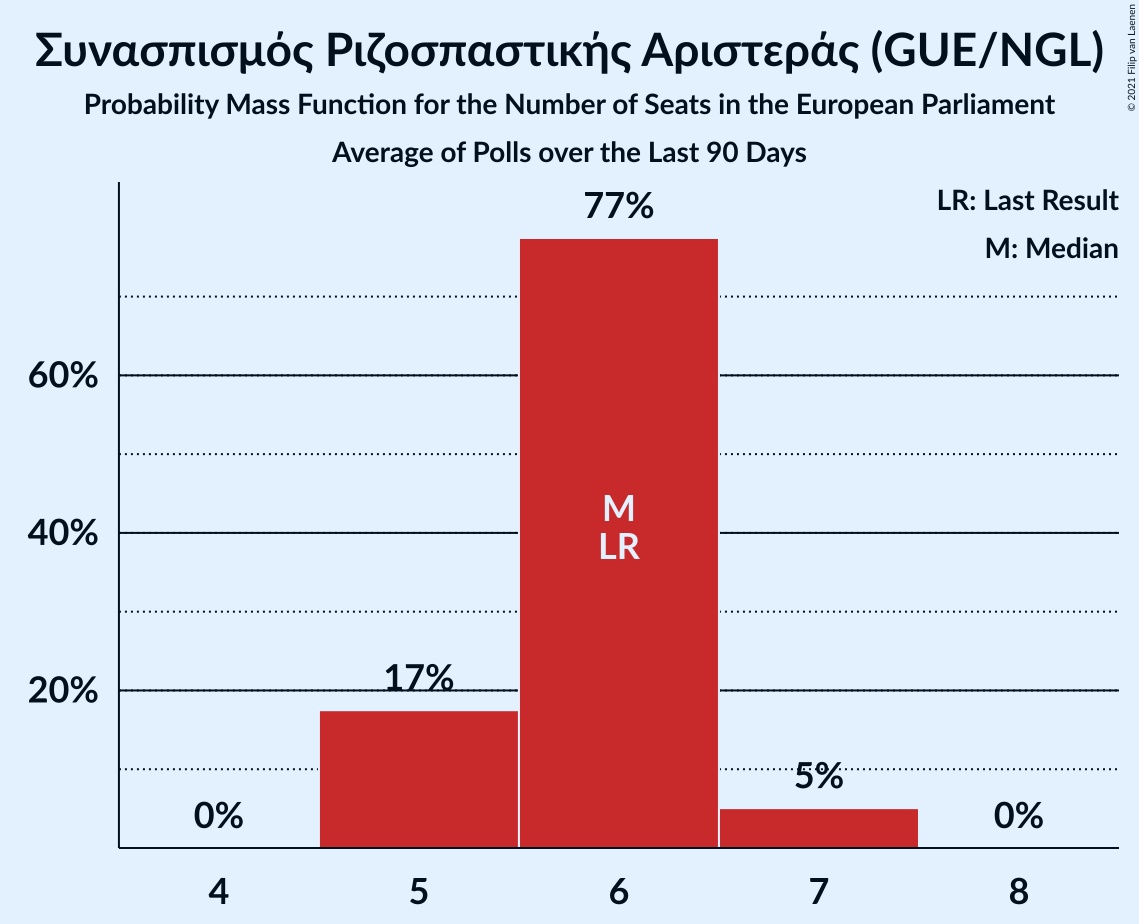 Συνασπισμός Ριζοσπαστικής Αριστεράς (GUE/NGL)
Probability Mass Function for the Number of Seats in the European Parliament
Average of Polls over the Last 90 Days
© 2021 Filip van Laenen
LR: Last Result
M: Median
77%
60%
M
40%
LR
17%
20%
5%
0%
0%
4
5
6
7
8